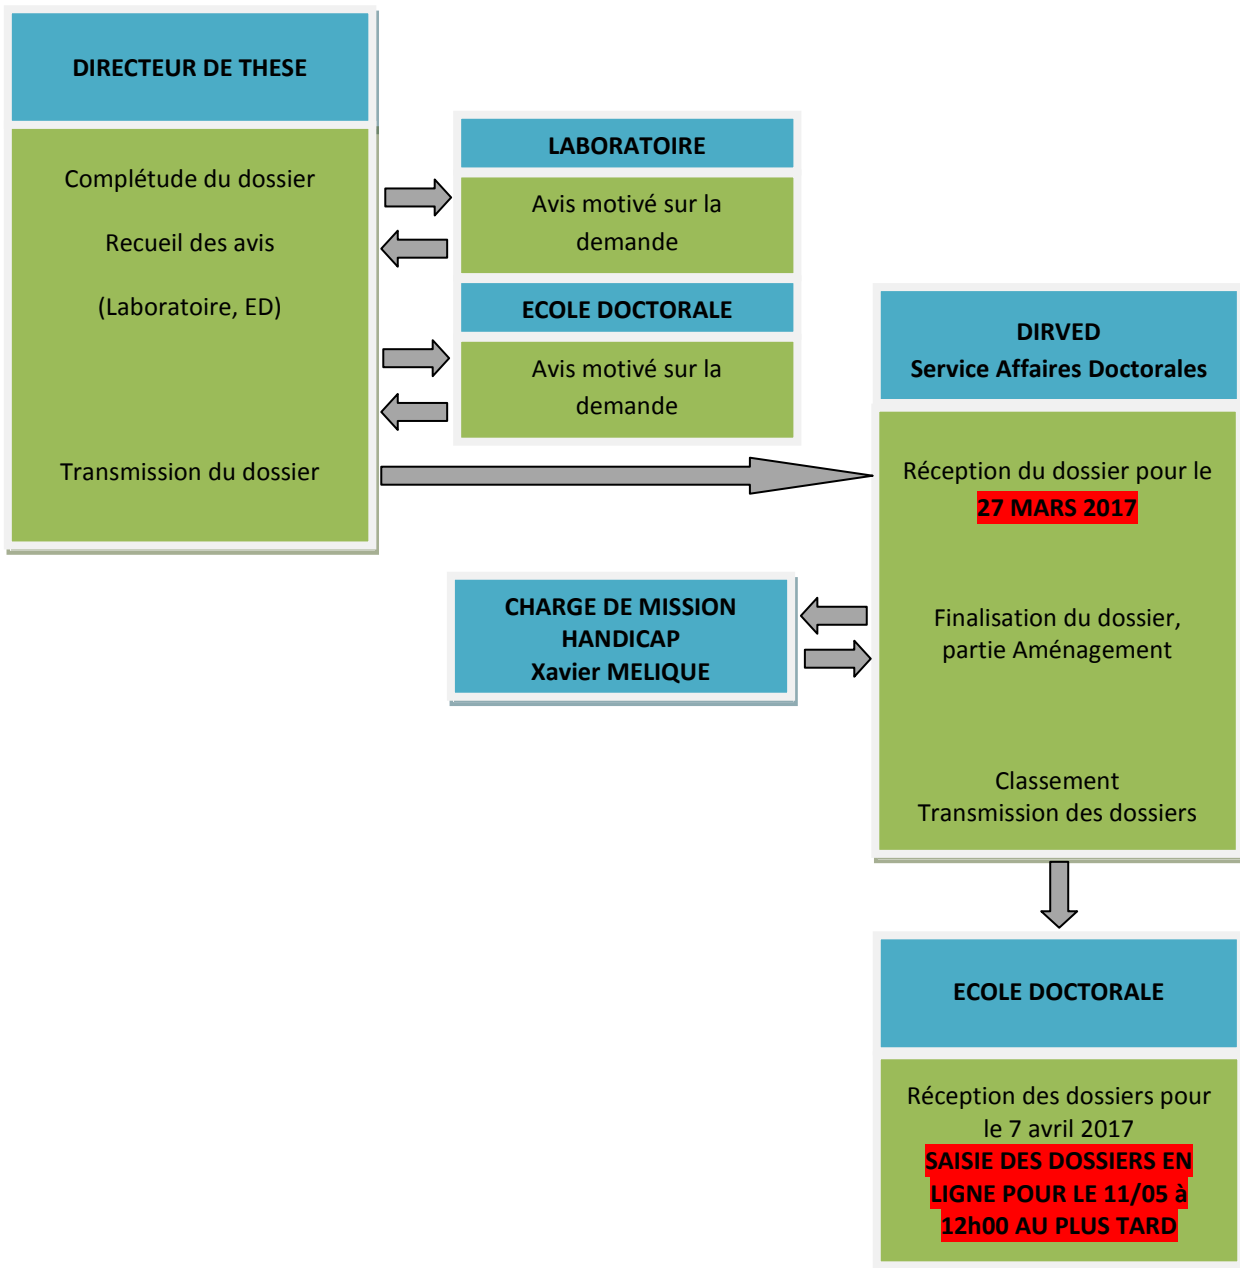 DIRECTEUR DE THESE
Complétude du dossier
Recueil des avis
(Laboratoire, ED)
Transmission du dossier
LABORATOIRE
Avis motivé sur la
demande
ECOLE DOCTORALE
Avis motivé sur la
demande
DIRVED
Service Affaires Doctorales
Réception du dossier pour le
27 MARS 2017
Finalisation du dossier,
partie Aménagement
Classement
Transmission des dossiers
CHARGE DE MISSION
HANDICAP
Xavier MELIQUE
ECOLE DOCTORALE
Réception des dossiers pour
le 7 avril 2017
SAISIE DES DOSSIERS EN
LIGNE POUR LE 11/05 à
12h00 AU PLUS TARD